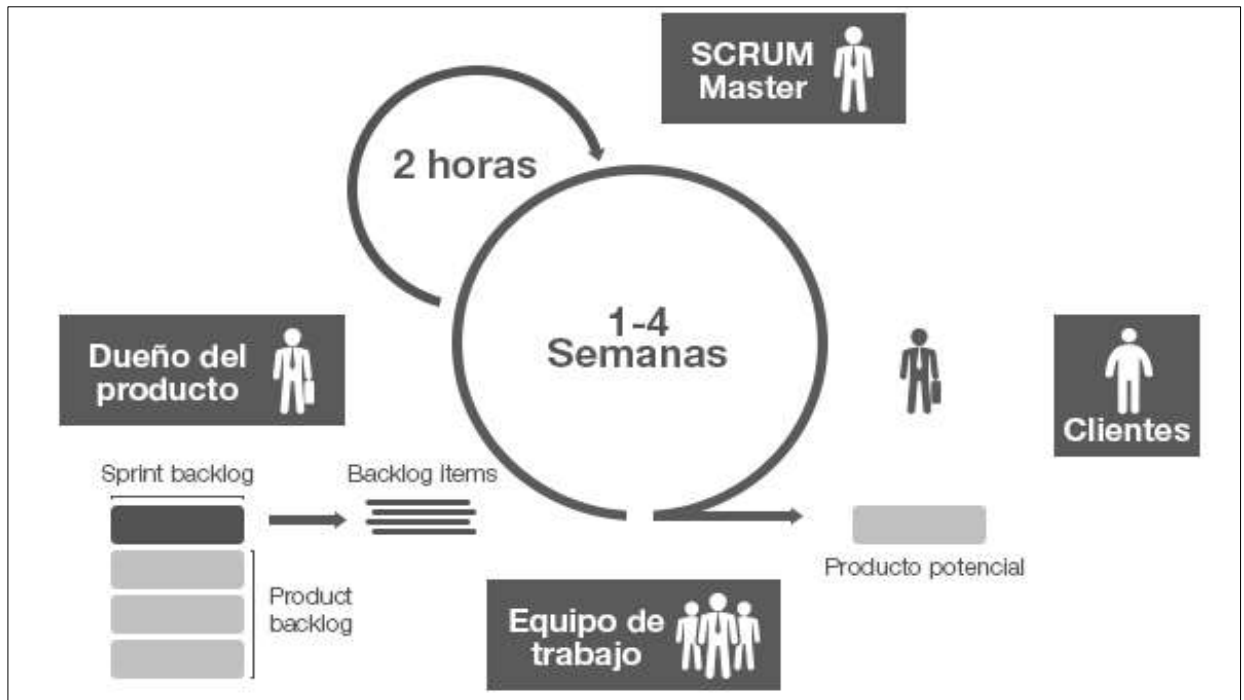 SCRUM
Master
2 horas
1-4
Semanas
Dueño del
producto
Clientes
Sprint backlog
Backlog items
Product
backlog
Producto potencial
Equipo de
trabajo